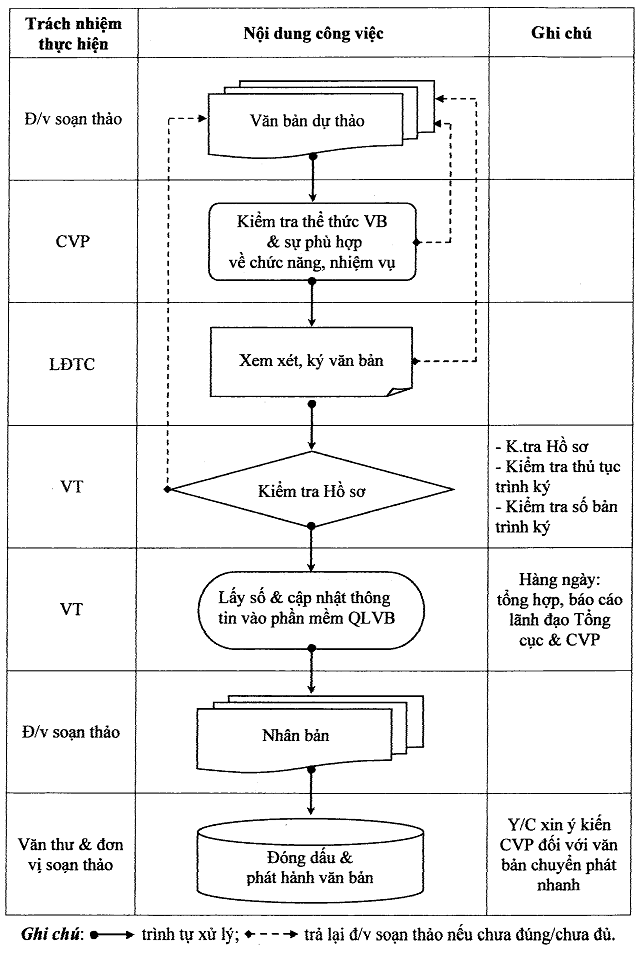 Trách nhiệm
thực hiện
Nội dung công việc
Ghi chú
Đ/v soạn thảo
Văn bản dự thảo
CVP
Kiểm tra thể thức VB
& sự phù hợp
về chức năng, nhiệm vụ
LĐTC
Xem xét, ký văn bản
VT
Kiểm tra Hồ sơ
- K.tra Hồ sơ
- Kiểm tra thủ tục
trình ký
- Kiểm tra số bản
trình ký
VT
Lấy số & cập nhật thông
tin vào phần mềm QLVB
Hàng ngày:
tổng hợp, báo cáo
lãnh đạo Tổng
cục & CVP
Đ/v soạn thảo
Nhân bản
Văn thư & đơn
vị soạn thảo
Đóng dấu &
phát hành văn bản
Y/C xin ý kiến
CVP đối với văn
bản chuyển phát
nhanh
Ghi chú: trình tự xử lý; trả lại đ/v soạn thảo nếu chưa đúng/chưa đủ.